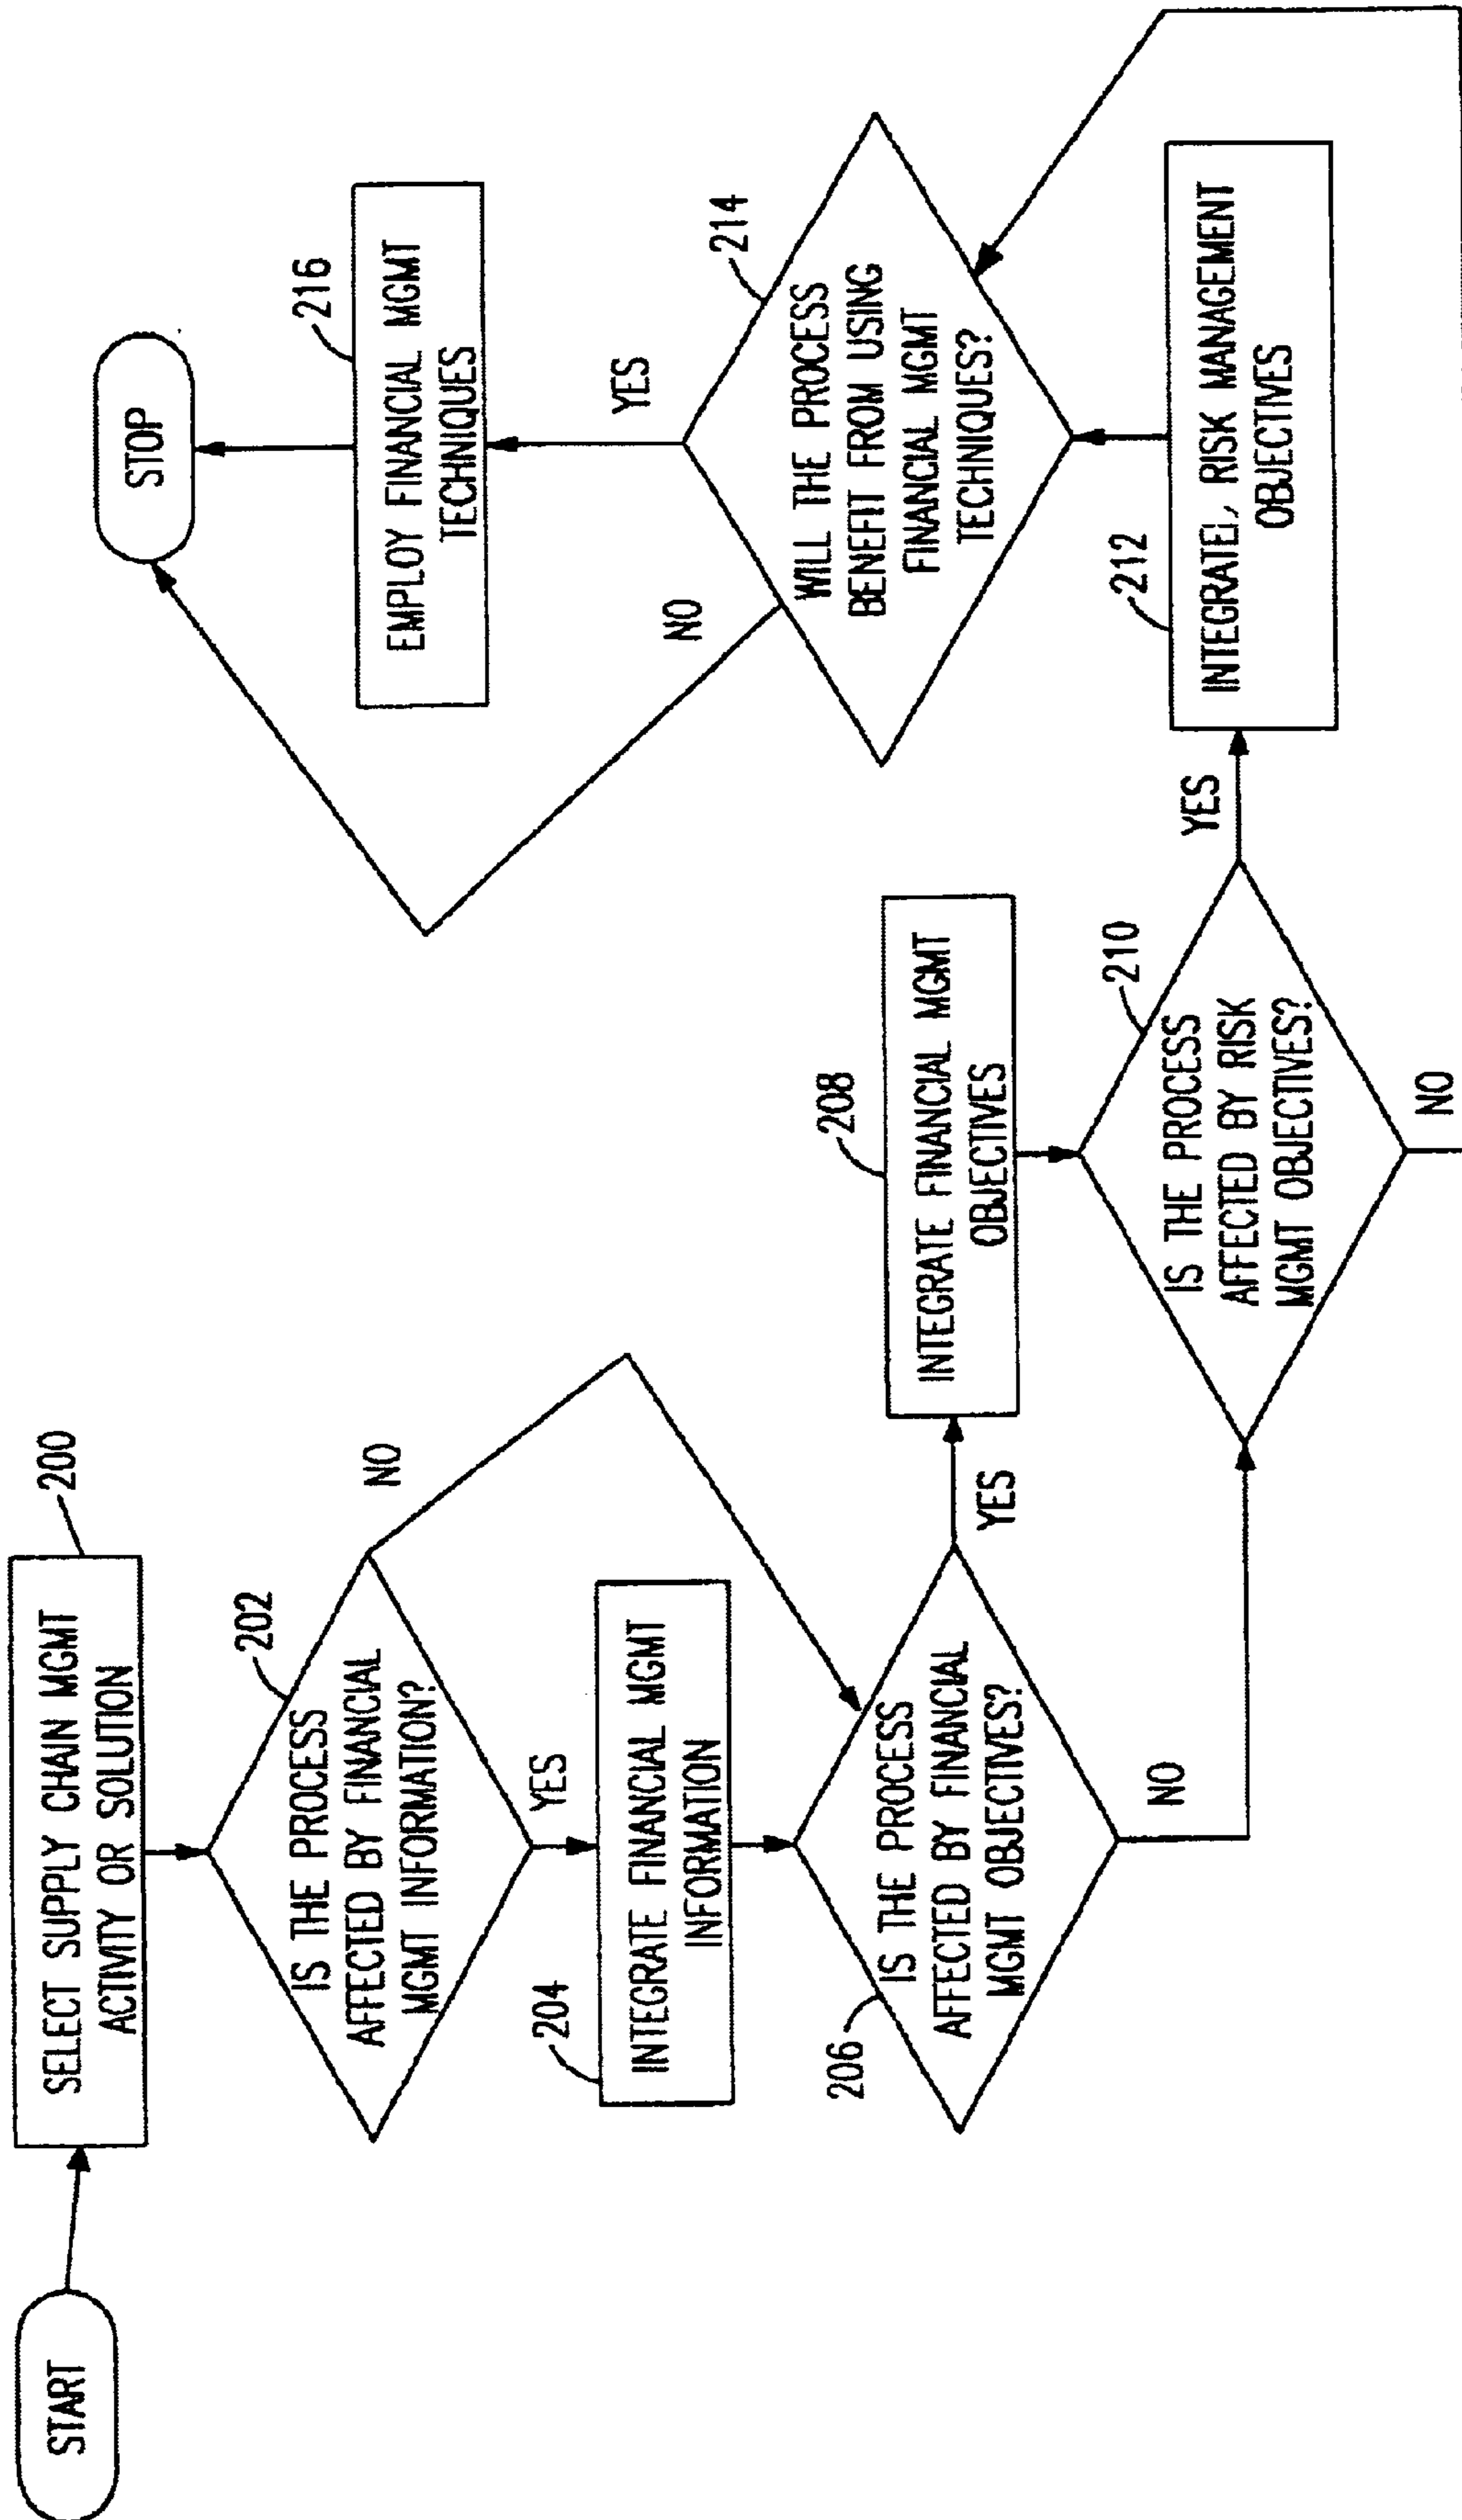 START
SELECT SUPPLY CHAIN MGMT
ACTIVITY OR SOLUTION
200
202
IS THE PROCESS
AFFECTED BY FINANCIAL
MGMT INFORMATION?
NO
YES
204
INTEGRATE FINANCIAL MGMT
INFORMATION
206
IS THE PROCESS
AFFECTED BY FINANCIAL
MGMT OBJECTIVES?
YES
NO
208
INTEGRATE FINANCIAL MGMT
OBJECTIVES
210
IS THE PROCESS
AFFECTED BY RISK
MGMT OBJECTIVES?
YES
NO
212
INTEGRATE, RISK MANAGEMENT
OBJECTIVES
214
WILL THE PROCESS
BENEFIT FROM USING
FINANCIAL MGMT
TECHNIQUES?
NO
YES
216
EMPLOY FINANCIAL MGMT
TECHNIQUES
STOP